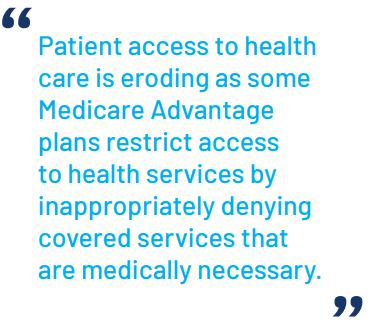 “
Patient access to health
care is eroding as some
Medicare Advantage
plans restrict access
to health services by
inappropriately denying
covered services that
are medically necessary.
”